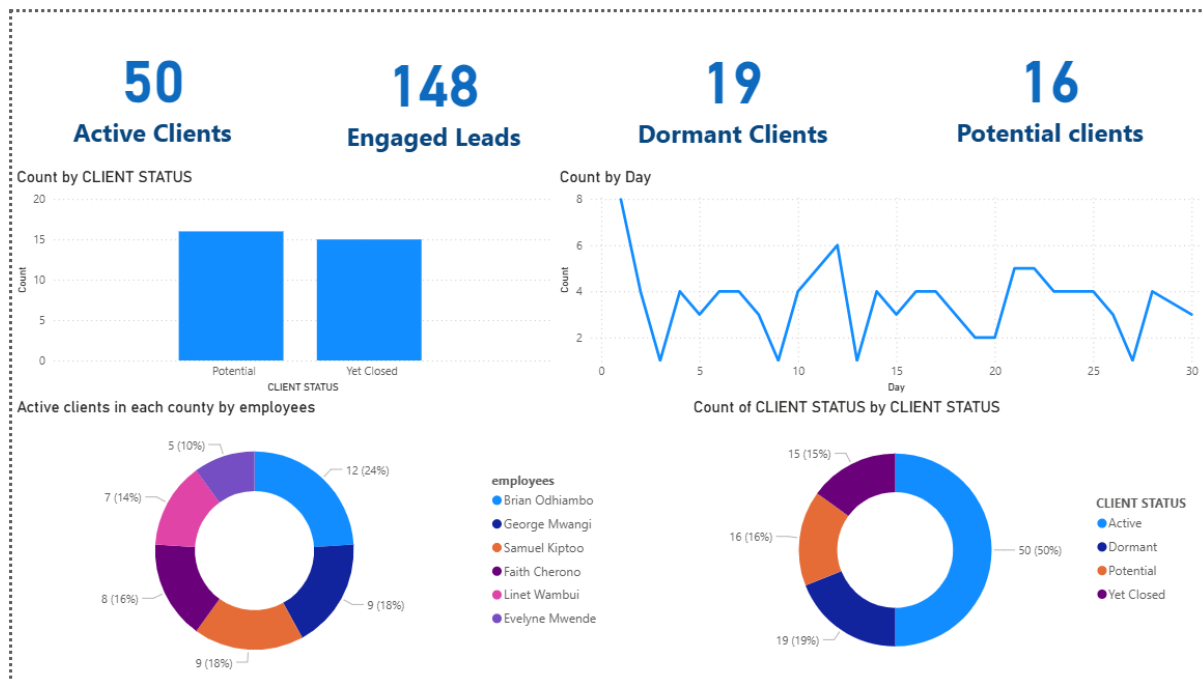 50
Active Clients
148
Engaged Leads
19
Dormant Clients
16
Potential clients
Count by CLIENT STATUS
20
15
10
5
0
Count
Potential
Yet Closed
CLIENT STATUS
Count by Day
8
6
4
2
Count
0
5
10
15
20
25
30
Day
Active clients in each county by employees
5 (10%)
12 (24%)
7 (14%)
8 (16%)
9 (18%)
9 (18%)
employees
Brian Odhiambo
George Mwangi
Samuel Kiptoo
Faith Cherono
Linet Wambui
Evelyne Mwende
Count of CLIENT STATUS by CLIENT STATUS
15 (15%)
16 (16%)
50 (50%)
19 (19%)
CLIENT STATUS
Active
Dormant
Potential
Yet Closed